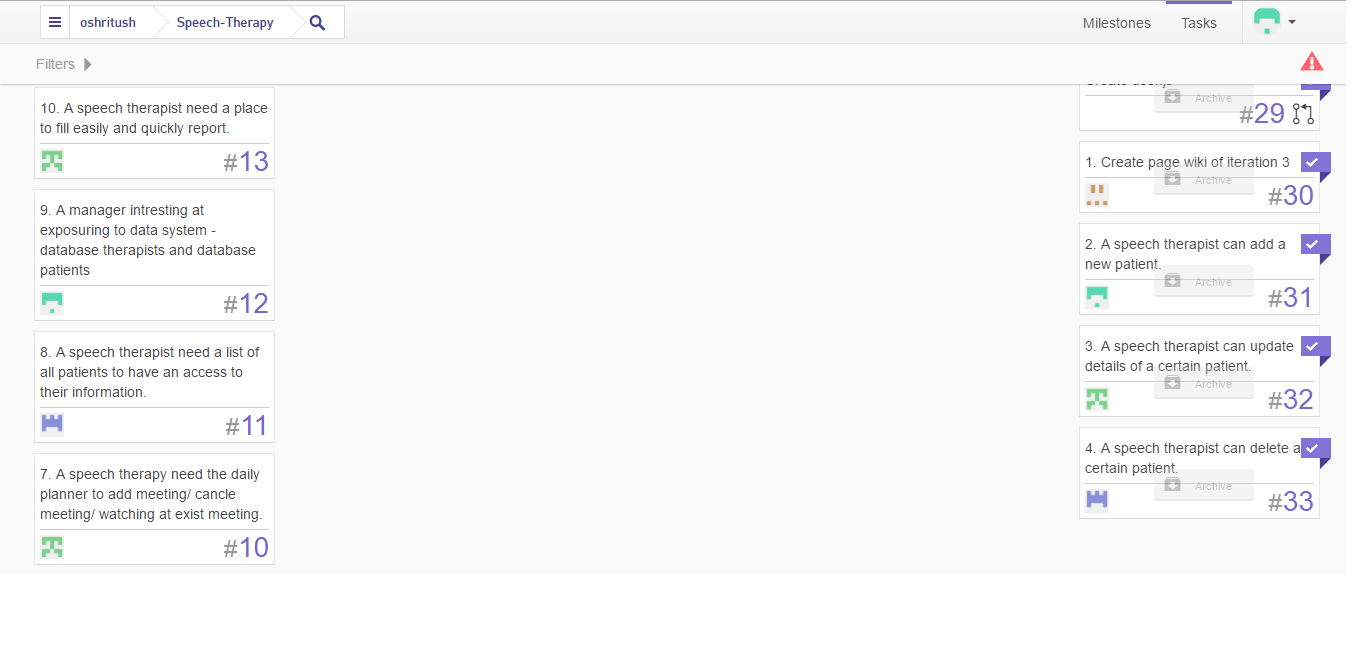 oshritush
Speech-Therapy
Milestones
Tasks
Filters
10. A speech therapist need a place
to fill easily and quickly report.
#13
9. A manager intresting at
exposuring to data system -
database therapists and database
patients
#12
8. A speech therapist need a list of
all patients to have an access to
their information.
#11
7. A speech therapy need the daily
planner to add meeting/ cancle
meeting/ watching at exist meeting.
#10
Archive
#29
1. Create page wiki of iteration 3
Archive
#30
2. A speech therapist can add a
new patient.
Archive
#31
3. A speech therapist can update
details of a certain patient.
Archive
#32
4. A speech therapist can delete a
certain patient.
Archive
#33